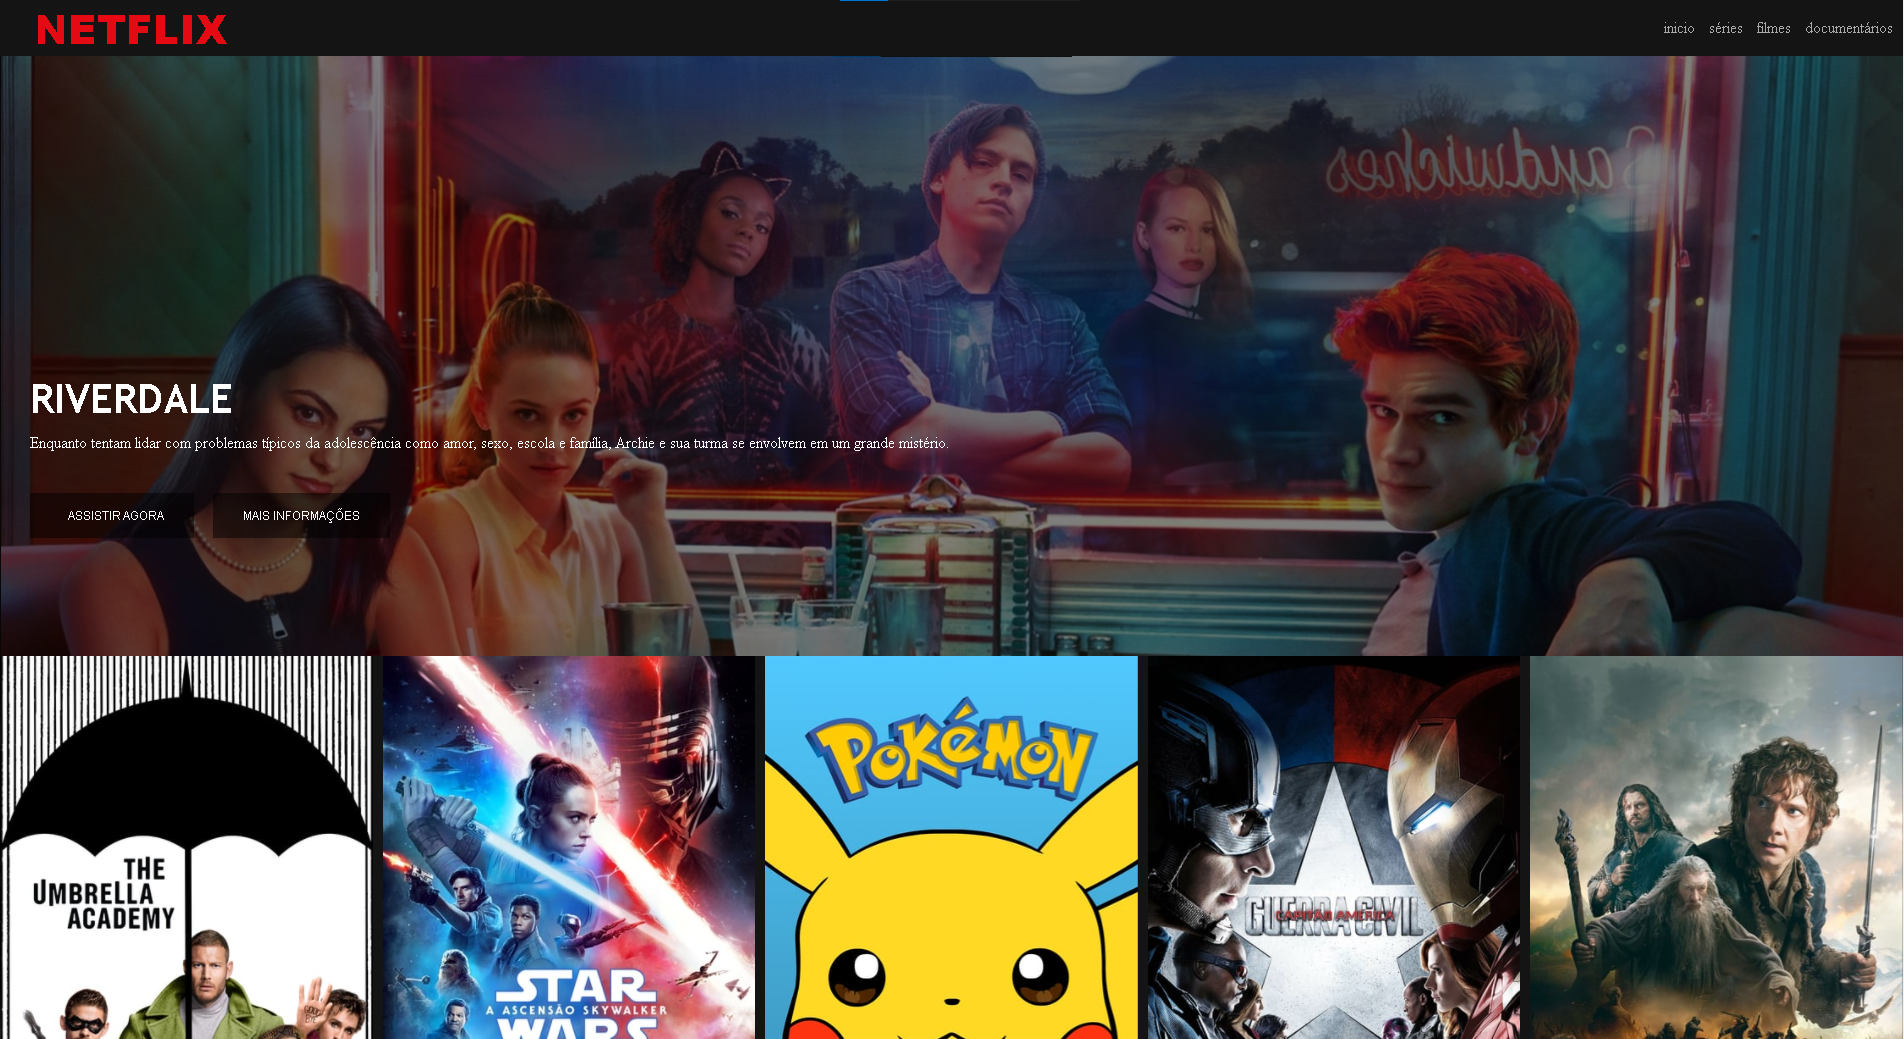 NETFLIX
inicio séries filmes documentários
Sandwiches
RIVERDALE
Enquanto tentam lidar com problemas típicos da adolescência como amor, sexo, escola e família, Archie e sua turma se envolvem em um grande mistério.
ASSISTIR AGORA MAIS INFORMAÇÕES
THE
UMBRELLA
ACADEMY
STAR
A ASCENSÃO SKYWALKER
WARS
POKéMON
GUERRA CIVIL
CAPITÃO AMÉRICA